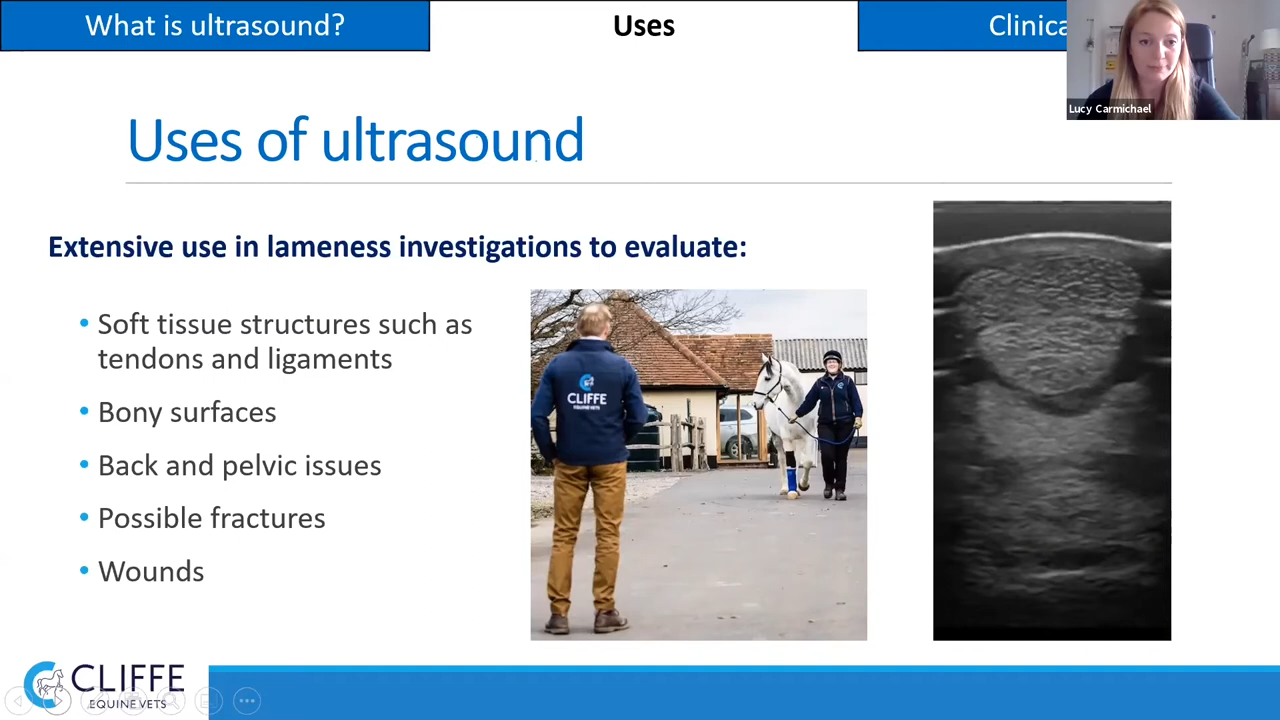 What is ultrasound?
Uses
Clinica
Lucy Carmichael
Uses of ultrasound
Extensive use in lameness investigations to evaluate:
• Soft tissue structures such as
tendons and ligaments
• Bony surfaces
• Back and pelvic issues
• Possible fractures
• Wounds
CLIFFE
EQUINE VETS
CLIFFE
EQUINE VETS